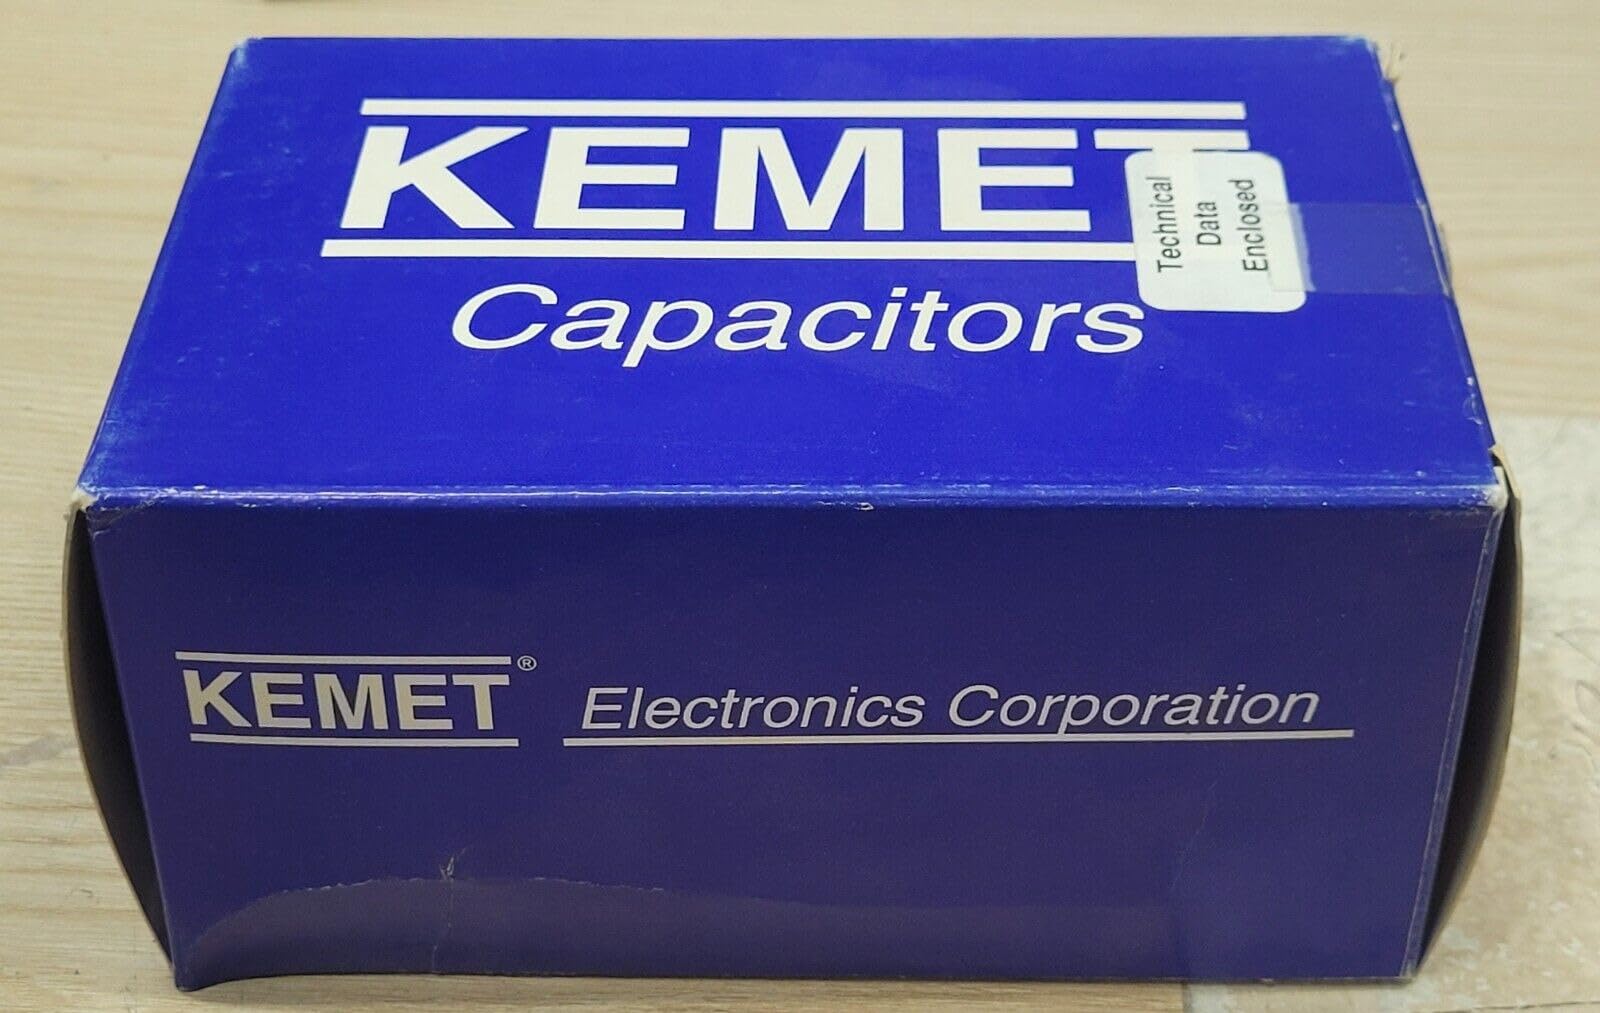 KEMET
Technical
Data
Enclosed
Capacitors
KEMET® Electronics Corporation